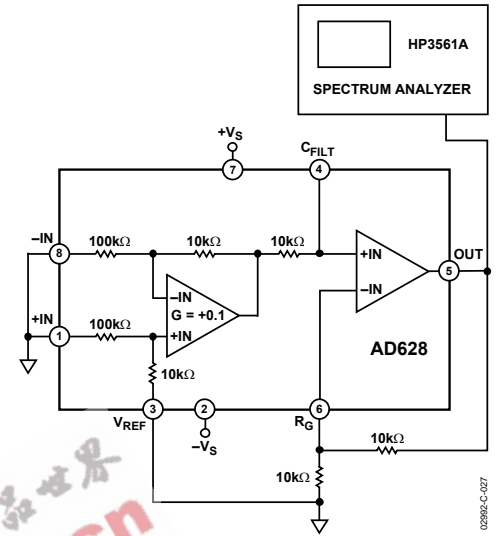 HP3561A
SPECTRUM ANALYZER
+VS
CFILT
7
4
–IN
8
100kΩ
10kΩ
10kΩ
+IN
OUT
5
–IN
–IN
G = +0.1
+IN
1
100kΩ
+IN
AD628
10kΩ
3
2
6
VREF
–VS
RG
10kΩ
10kΩ
02992-C-027